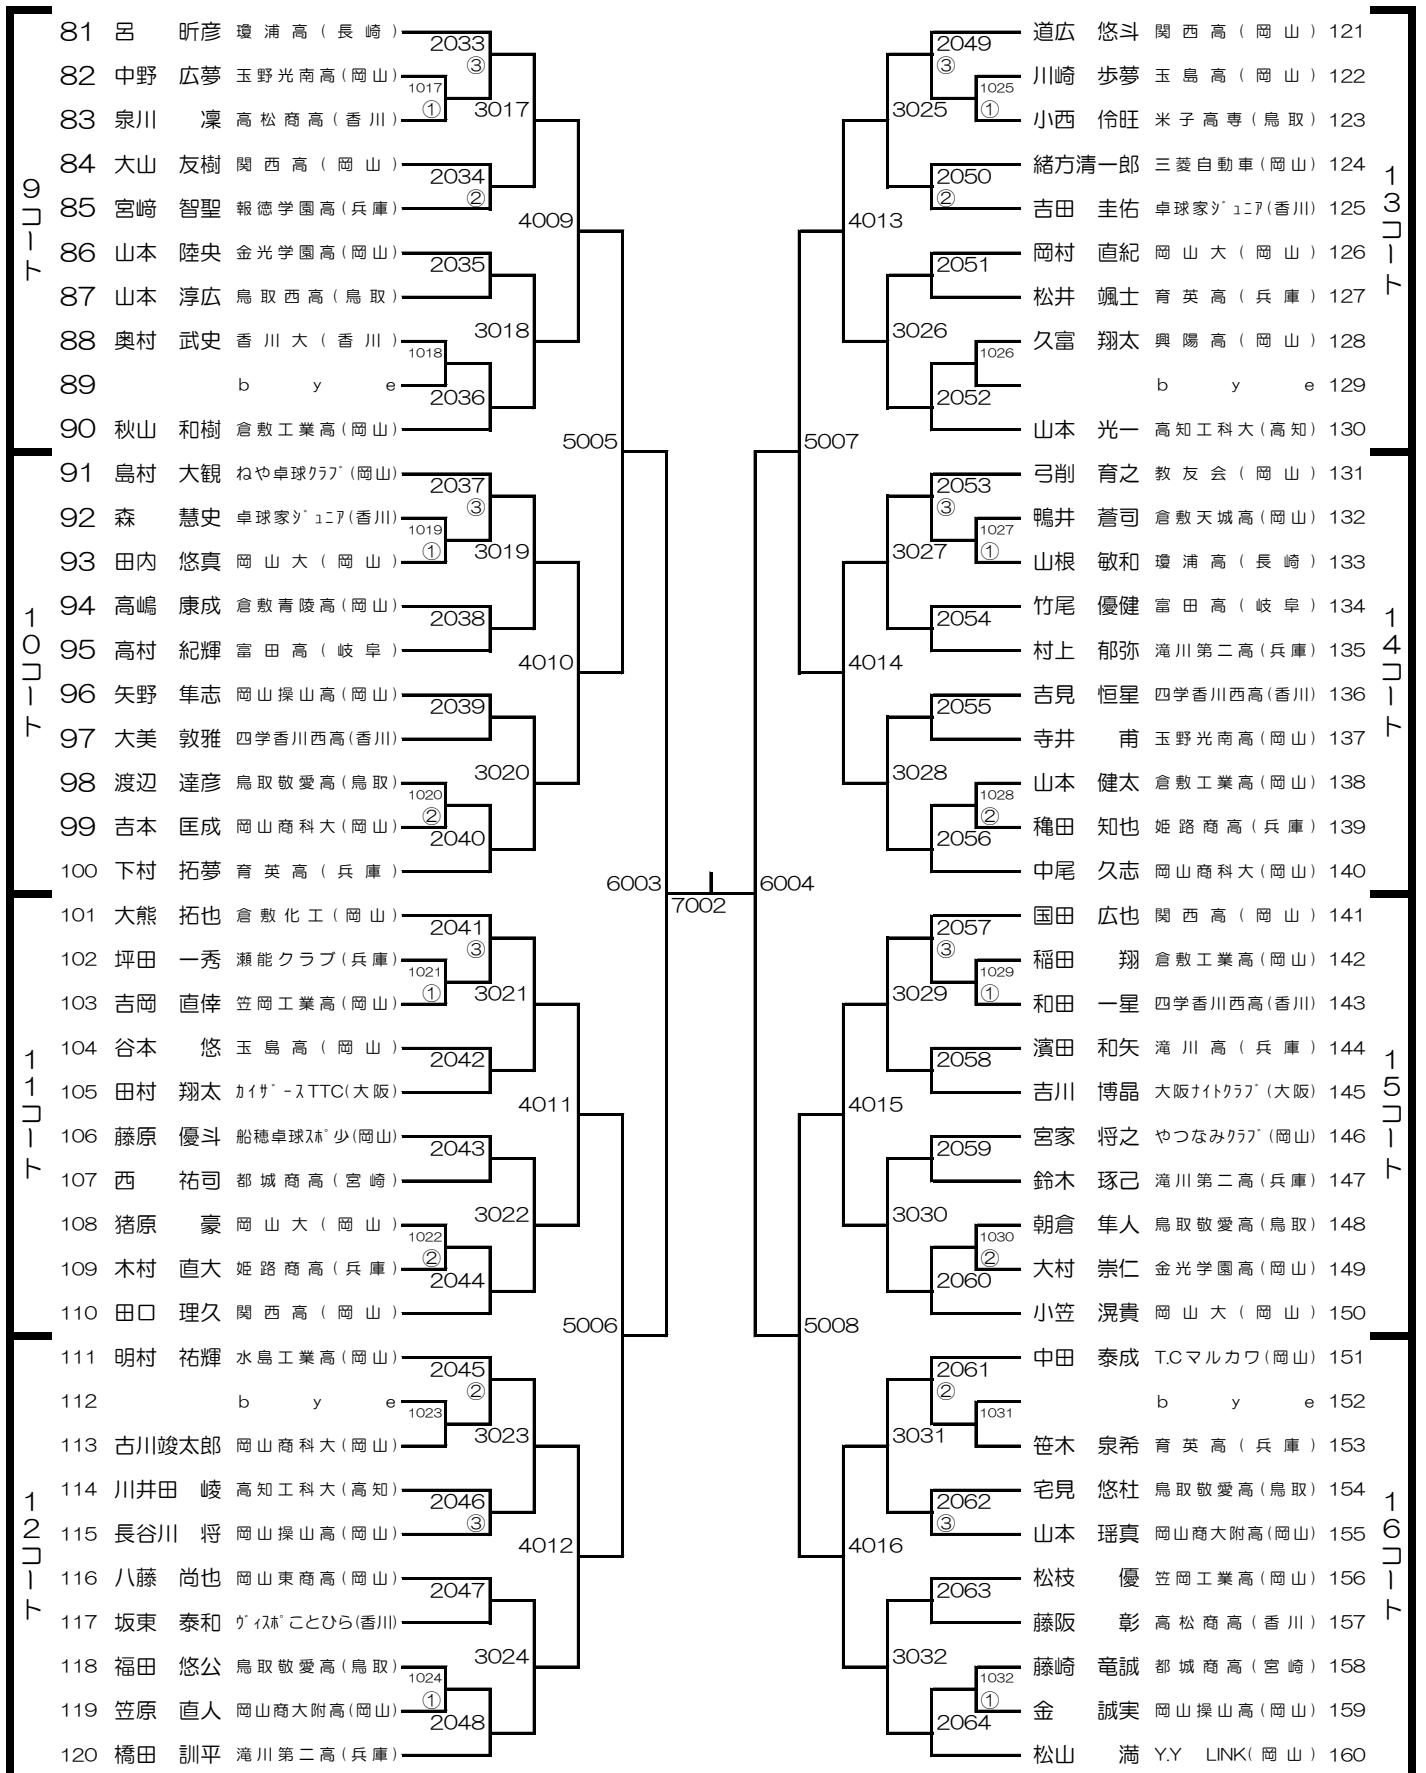 9コート
81 呂 昕彦 瓊浦高(長崎)
82 中野 広夢 玉野光南高(岡山)
83 泉川 凜 高松商高(香川)
84 大山 友樹 関西高(岡山)
85 宮﨑 智聖 報徳学園高(兵庫)
86 山本 陸央 金光学園高(岡山)
87 山本 淳広 鳥取西高(鳥取)
88 奥村 武史 香川大(香川)
89 bye
90 秋山 和樹 倉敷工業高(岡山)
2033 ③
1017 ①
3017
2034 ②
4009
2035
3018
1018
2036
5005
10コート
91 島村 大観 ねや卓球クラブ(岡山)
92 森 慧史 卓球家ジュニア(香川)
93 田内 悠真 岡山大(岡山)
94 高嶋 康成 倉敷青陵高(岡山)
95 高村 紀輝 富田高(岐阜)
96 矢野 隼志 岡山操山高(岡山)
97 大美 敦雅 四学香川西高(香川)
98 渡辺 達彦 鳥取敬愛高(鳥取)
99 吉本 匡成 岡山商科大(岡山)
100 下村 拓夢 育英高(兵庫)
2037 ③
1019 ①
3019
2038
4010
2039
3020
1020 ②
2040
6003
7002
11コート
101 大熊 拓也 倉敷化工(岡山)
102 坪田 一秀 瀬能クラブ(兵庫)
103 吉岡 直倖 笠岡工業高(岡山)
104 谷本 悠 玉島高(岡山)
105 田村 翔太 カイザースTTC(大阪)
106 藤原 優斗 船穂卓球スポ少(岡山)
107 西 祐司 都城商高(宮崎)
108 猪原 豪 岡山大(岡山)
109 木村 直大 姫路商高(兵庫)
110 田口 理久 関西高(岡山)
2041 ③
1021 ①
3021
2042
4011
2043
3022
1022 ②
2044
5006
12コート
111 明村 祐輝 水島工業高(岡山)
112 bye
113 古川竣太郎 岡山商科大(岡山)
114 川井田 崚 高知工科大(高知)
115 長谷川 将 岡山操山高(岡山)
116 八藤 尚也 岡山東商高(岡山)
117 坂東 泰和 ヴィスポことひら(香川)
118 福田 悠公 鳥取敬愛高(鳥取)
119 笠原 直人 岡山商大附高(岡山)
120 橋田 訓平 滝川第二高(兵庫)
2045 ②
1023
3023
2046 ③
4012
2047
3024
1024 ①
2048
13コート
道広 悠斗 関西高(岡山) 121
川崎 歩夢 玉島高(岡山) 122
小西 伶旺 米子高専(鳥取) 123
緒方清一郎 三菱自動車(岡山) 124
吉田 圭佑 卓球家ジュニア(香川) 125
岡村 直紀 岡山大(岡山) 126
松井 颯士 育英高(兵庫) 127
久富 翔太 興陽高(岡山) 128
bye 129
山本 光一 高知工科大(高知) 130
2049 ③
1025 ①
3025
2050 ②
4013
2051
3026
1026
2052
5007
14コート
弓削 育之 教友会(岡山) 131
鴨井 蒼司 倉敷天城高(岡山) 132
山根 敏和 瓊浦高(長崎) 133
竹尾 優健 富田高(岐阜) 134
村上 郁弥 滝川第二高(兵庫) 135
吉見 恒星 四学香川西高(香川) 136
寺井 甫 玉野光南高(岡山) 137
山本 健太 倉敷工業高(岡山) 138
穐田 知也 姫路商高(兵庫) 139
中尾 久志 岡山商科大(岡山) 140
2053 ③
1027 ①
3027
2054
4014
2055
3028
1028 ②
2056
6004
15コート
国田 広也 関西高(岡山) 141
稲田 翔 倉敷工業高(岡山) 142
和田 一星 四学香川西高(香川) 143
濱田 和矢 滝川高(兵庫) 144
吉川 博晶 大阪ナイトクラブ(大阪) 145
宮家 将之 やつなみクラブ(岡山) 146
鈴木 琢己 滝川第二高(兵庫) 147
朝倉 隼人 鳥取敬愛高(鳥取) 148
大村 崇仁 金光学園高(岡山) 149
小笠 滉貴 岡山大(岡山) 150
2057 ③
1029 ①
3029
2058
4015
2059
3030
1030 ②
2060
5008
16コート
中田 泰成 T.Cマルカワ(岡山) 151
bye 152
笹木 泉希 育英高(兵庫) 153
宅見 悠杜 鳥取敬愛高(鳥取) 154
山本 瑶真 岡山商大附高(岡山) 155
松枝 優 笠岡工業高(岡山) 156
藤阪 彰 高松商高(香川) 157
藤崎 竜誠 都城商高(宮崎) 158
金 誠実 岡山操山高(岡山) 159
松山 満 Y.Y LINK(岡山) 160
2061 ②
1031
3031
2062 ③
4016
2063
3032
1032 ①
2064